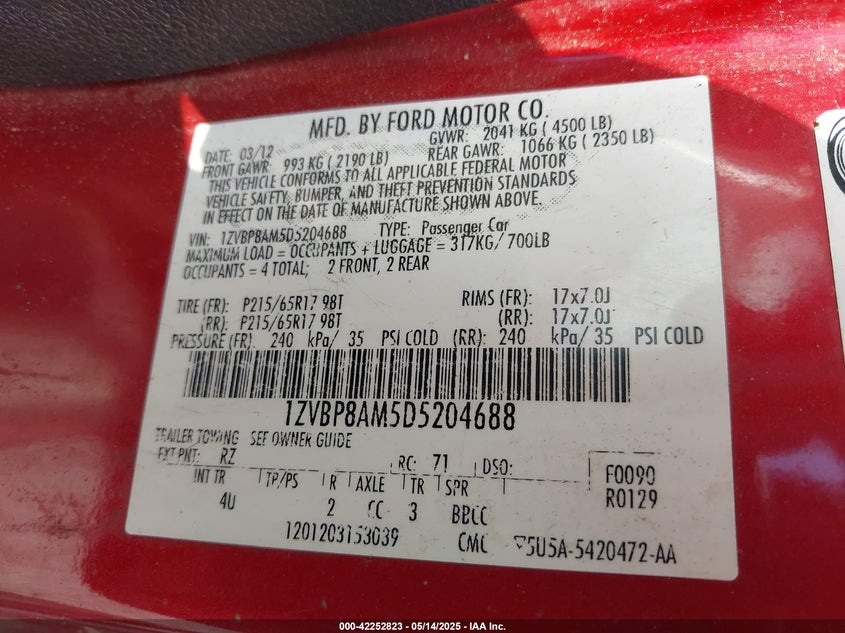 MFD. BY FORD MOTOR CO.
DATE: 03/12 GVWR: 2041 KG ( 4500 LB)
FRONT GAWR: 993 KG ( 2190 LB) REAR GAWR: 1066 KG ( 2350 LB)
THIS VEHICLE CONFORMS TO ALL APPLICABLE FEDERAL MOTOR
VEHICLE SAFETY, BUMPER, AND THEFT PREVENTION STANDARDS
IN EFFECT ON THE DATE OF MANUFACTURE SHOWN ABOVE.
VIN: 1ZVBP8AM5D5204688 TYPE: Passenger Car
MAXIMUM LOAD = OCCUPANTS + LUGGAGE = 317KG/ 700LB
OCCUPANTS = 4 TOTAL; 2 FRONT, 2 REAR
TIRE (FR): P215/65R17 98T RIMS (FR): 17x7.0J
(RR): P215/65R17 98T (RR): 17x7.0J
PRESSURE (FR): 240 kPa/ 35 PSI COLD (RR): 240 kPa/ 35 PSI COLD
1ZVBP8AM5D5204688
TRAILER TOWING SEE OWNER GUIDE
EXT PNT: RZ RC: 71 DSO: F0090
INT TR TP/PS R AXLE TR SPR R0129
4U 2 CC 3 BBCC
1201203153039 CMC 5U5A-5420472-AA
000-42252823 - 05/14/2025 - IAA Inc.